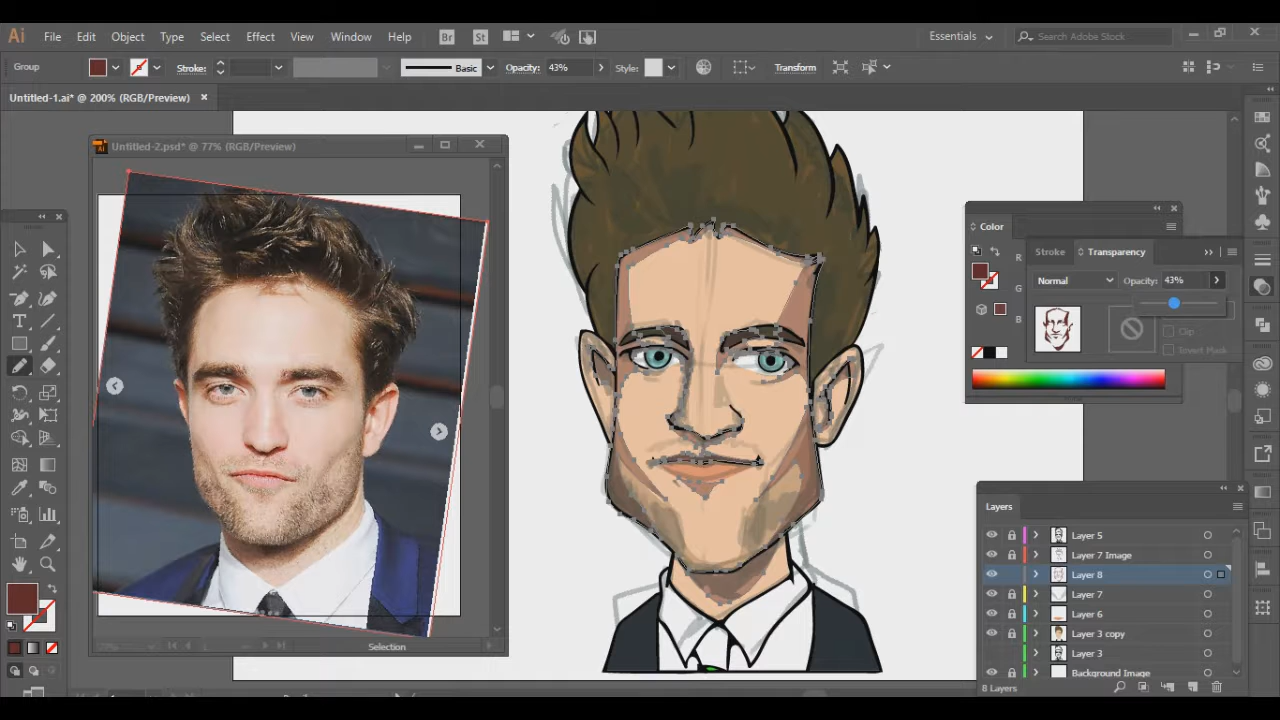 Ai File Edit Object Type Select Effect View Window Help Br St Essentials Search Adobe Stock
Group Stroke: Basic Opacity: 43% Style: Transform
Untitled-1.ai* @ 200% (RGB/Preview) ×
Untitled-2.psd* @ 77% (RGB/Preview)
Color
R
G
B
Stroke Transparency
Normal Opacity: 43%
Clip
Invert Mask
Layers
Layer 5
Layer 7 Image
Layer 8
Layer 7
Layer 6
Layer 3 copy
Layer 3
Background Image
8 Layers
Selection